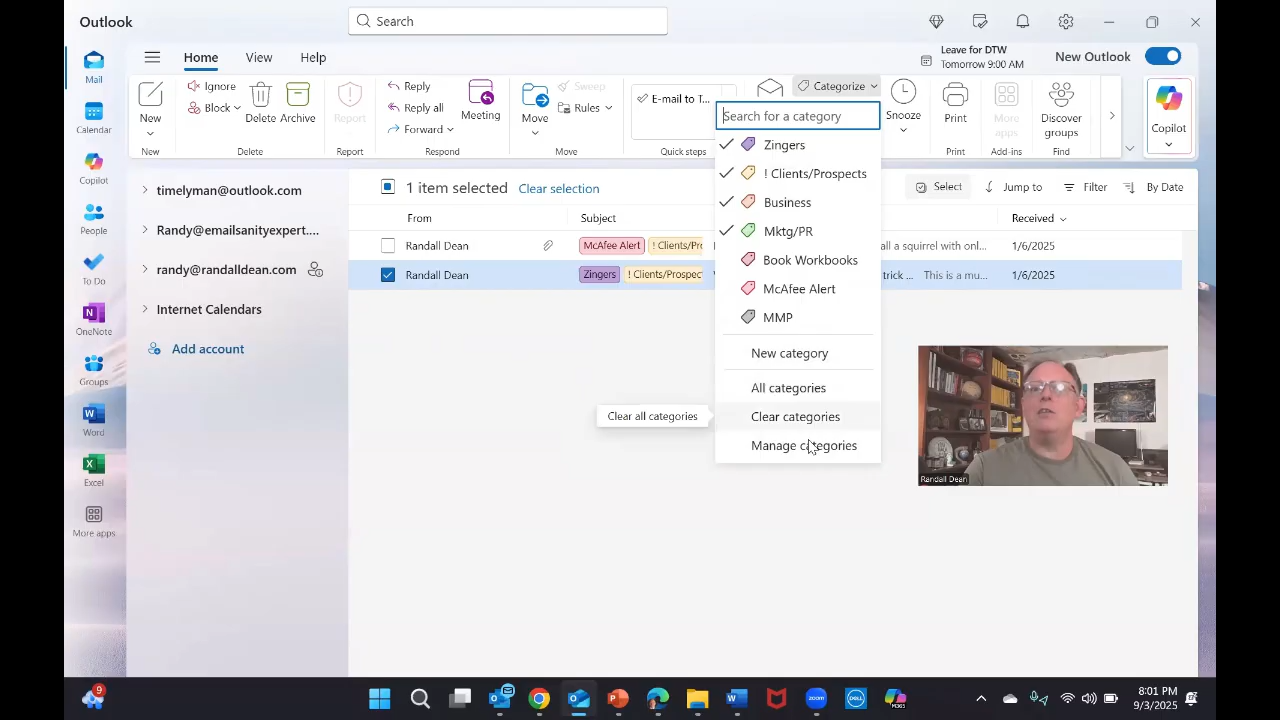 Outlook
Search
Home
View
Help
Leave for DTW
Tomorrow 9:00 AM
New Outlook
Mail
Calendar
Copilot
People
To Do
OneNote
Groups
Word
Excel
More apps
New
New
Ignore
Block
Delete
Archive
Delete
Report
Report
Reply
Reply all
Forward
Meeting
Respond
Move
Sweep
Rules
Move
E-mail to T...
Quick steps
Categorize
Snooze
Print
Print
More
apps
Add-ins
Discover
groups
Find
Copilot
timelyman@outlook.com
Randy@emailsanityexpert....
randy@randalldean.com
Internet Calendars
Add account
1 item selected
Clear selection
Select
Jump to
Filter
By Date
From
Subject
Received
Randall Dean
McAfee Alert
! Clients/Pr
all a squirrel with onl...
1/6/2025
Randall Dean
Zingers
! Clients/Prospect
trick ...
This is a mu...
1/6/2025
Search for a category
Zingers
! Clients/Prospects
Business
Mktg/PR
Book Workbooks
McAfee Alert
MMP
New category
All categories
Clear categories
Manage categories
Clear all categories
Randall Dean
9
zoom
DELL
M365
8:01 PM
9/3/2025